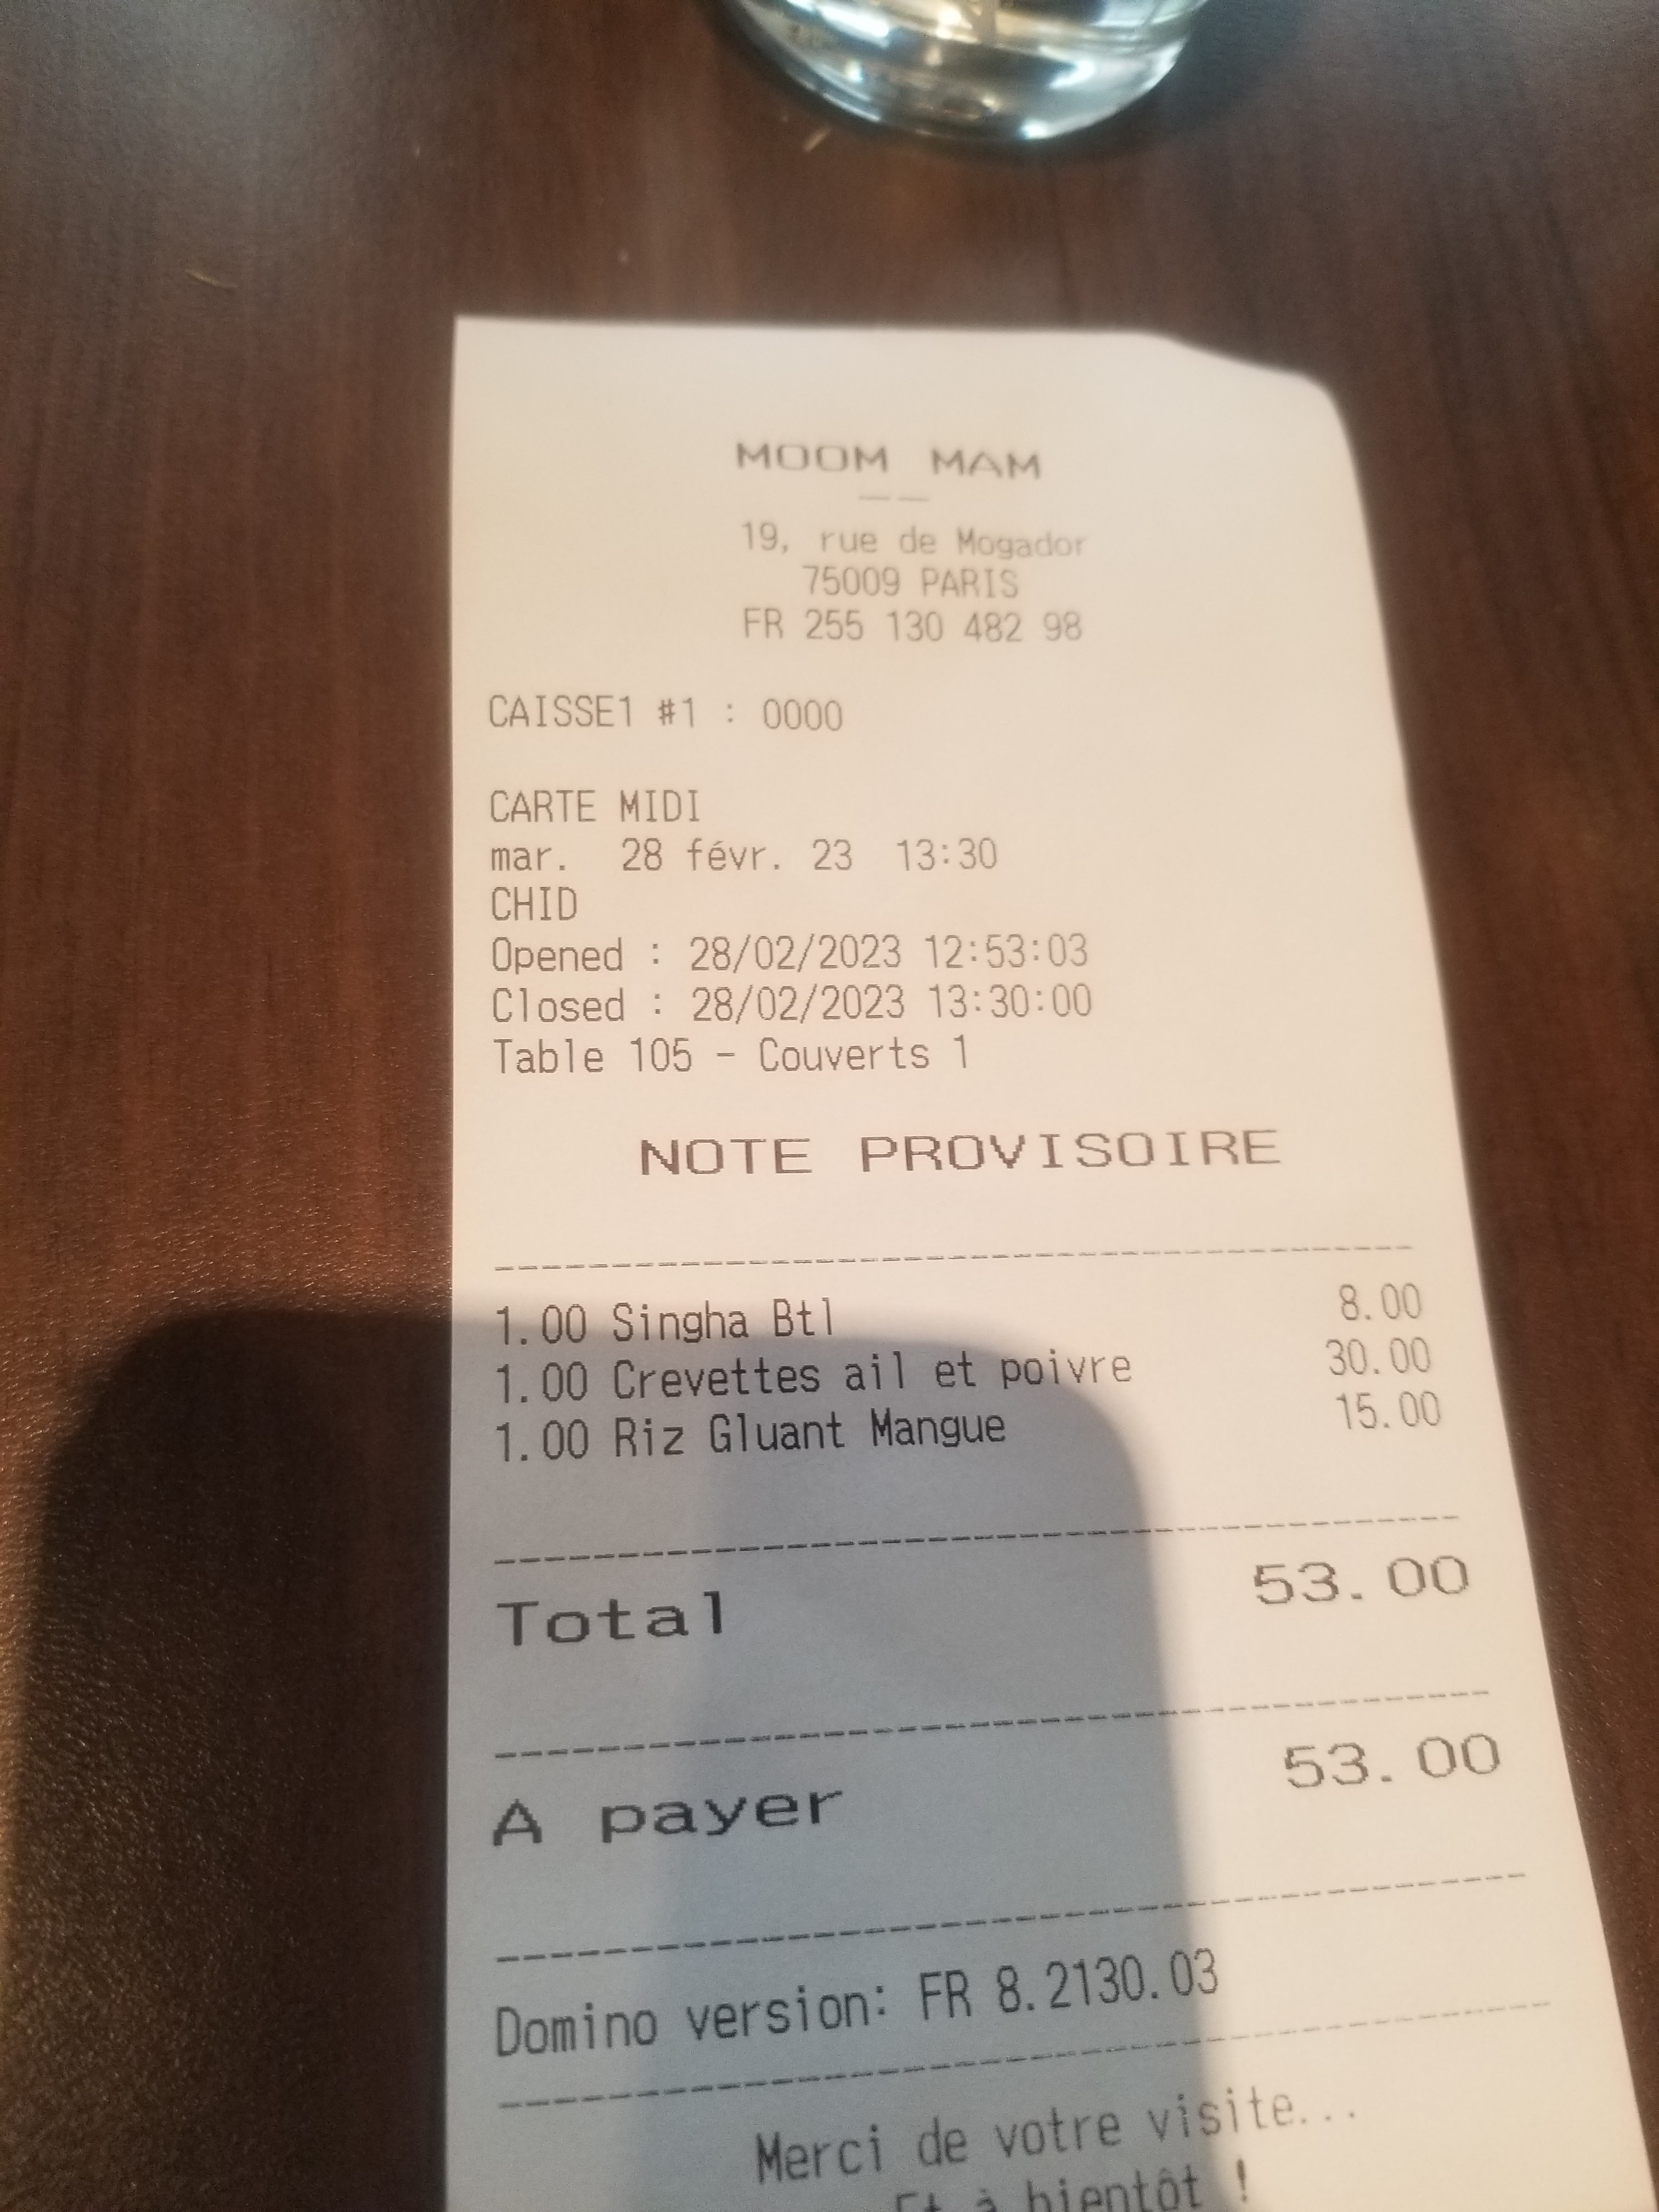 MOOM MAM
--
19, rue de Mogador
75009 PARIS
FR 255 130 482 98
CAISSE1 #1 : 0000
CARTE MIDI
mar. 28 févr. 23 13:30
CHID
Opened : 28/02/2023 12:53:03
Closed : 28/02/2023 13:30:00
Table 105 - Couverts 1
NOTE PROVISOIRE
1.00 Singha Btl 8.00
1.00 Crevettes ail et poivre 30.00
1.00 Riz Gluant Mangue 15.00
Total 53.00
A payer 53.00
Domino version: FR 8.2130.03
Merci de votre visite...
Et à bientôt !